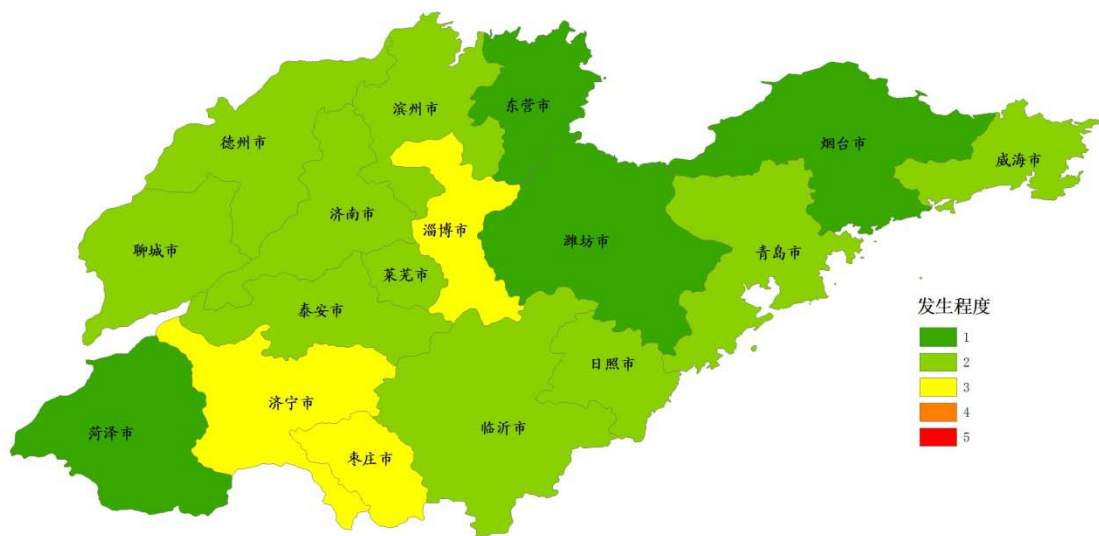 滨州市
东营市
德州市
烟台市
威海市
济南市
淄博市
潍坊市
聊城市
青岛市
莱芜市
泰安市
日照市
济宁市
临沂市
菏泽市
枣庄市
发生程度
1
2
3
4
5